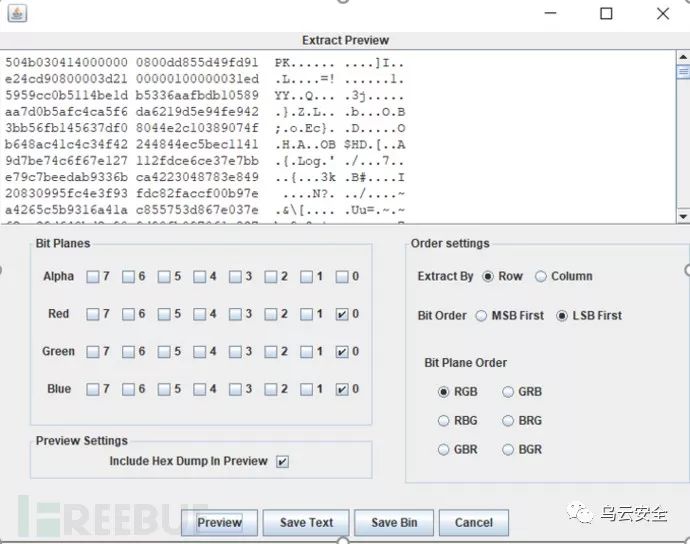 Extract Preview
504b030414000000 0800dd855d49fd91 PK...... ....]I..
e24cd90800003d21 00000100000031ed .L....=! ......1.
5959cc0b5114be1d b5336aafbdb10589 YY..Q... .3j.....
aa7d0b5afc4ca5f6 da6219d5e94fe942 .}.Z.L.. .b...O.B
3bb56fb145637df0 8044e2c10389074f ;.o.Ec}. .D.....O
b648ac41c4c34f42 244844ec5bec1141 .H.A..OB $HD.[..A
9d7be74c6f67e127 112fdce6ce37e7bb .{.Log.' ./...7..
e79c7beedab9336b ca4223048783e849 ..{...3k .B#....I
20830995fc4e3f93 fdc82faccf00b97e ....N?. ../....~
a4265c5b9316a41a c855753d867e037e .&\[.... .Uu=.~.~
Bit Planes
Alpha 7 6 5 4 3 2 1 0
Red 7 6 5 4 3 2 1 0
Green 7 6 5 4 3 2 1 0
Blue 7 6 5 4 3 2 1 0
Preview Settings
Include Hex Dump In Preview
Order settings
Extract By Row Column
Bit Order MSB First LSB First
Bit Plane Order
RGB GRB
RBG BRG
GBR BGR
Preview Save Text Save Bin Cancel
REEBUF
乌云安全